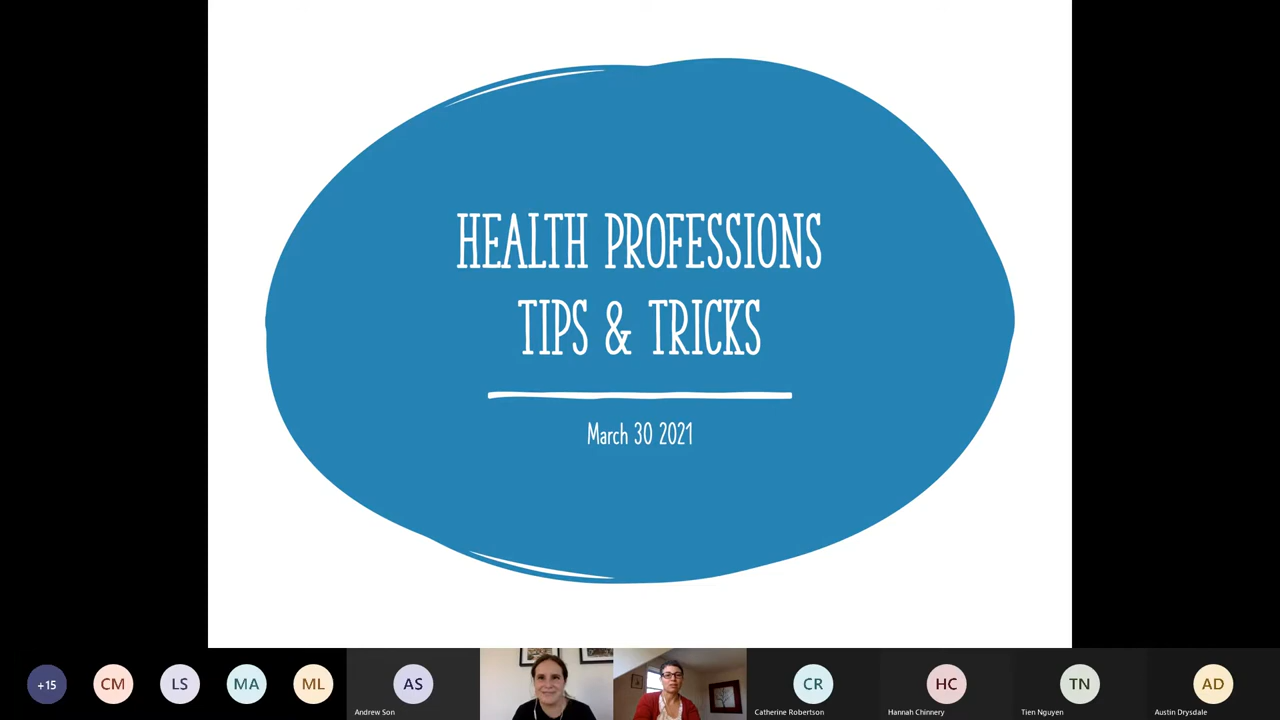 HEALTH PROFESSIONS
TIPS & TRICKS
March 30 2021
+15
CM
LS
MA
ML
AS
Andrew Son
CR
Catherine Robertson
HC
Hannah Chinnery
TN
Tien Nguyen
AD
Austin Drysdale